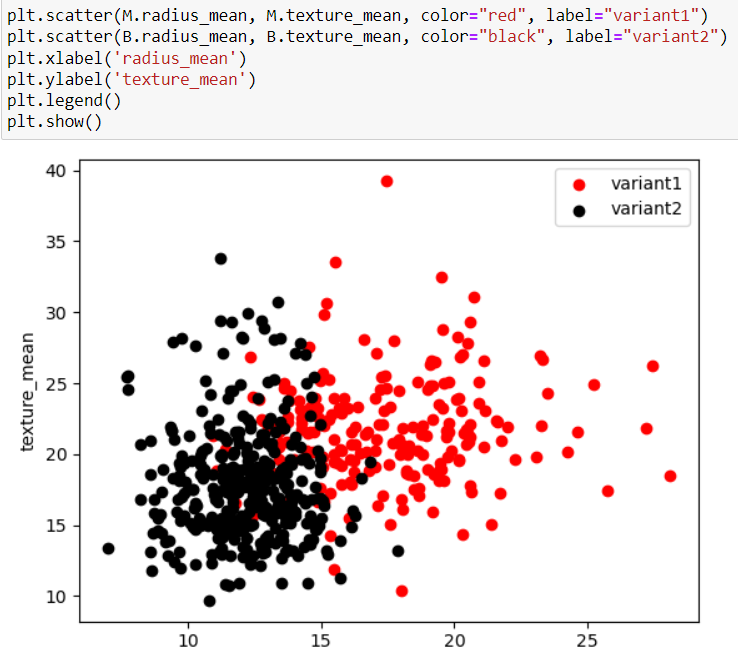 plt.scatter(M.radius_mean, M.texture_mean, color="red", label="variant1")
plt.scatter(B.radius_mean, B.texture_mean, color="black", label="variant2")
plt.xlabel('radius_mean')
plt.ylabel('texture_mean')
plt.legend()
plt.show()
variant1
variant2
40
35
30
25
20
15
10
texture_mean
10 15 20 25